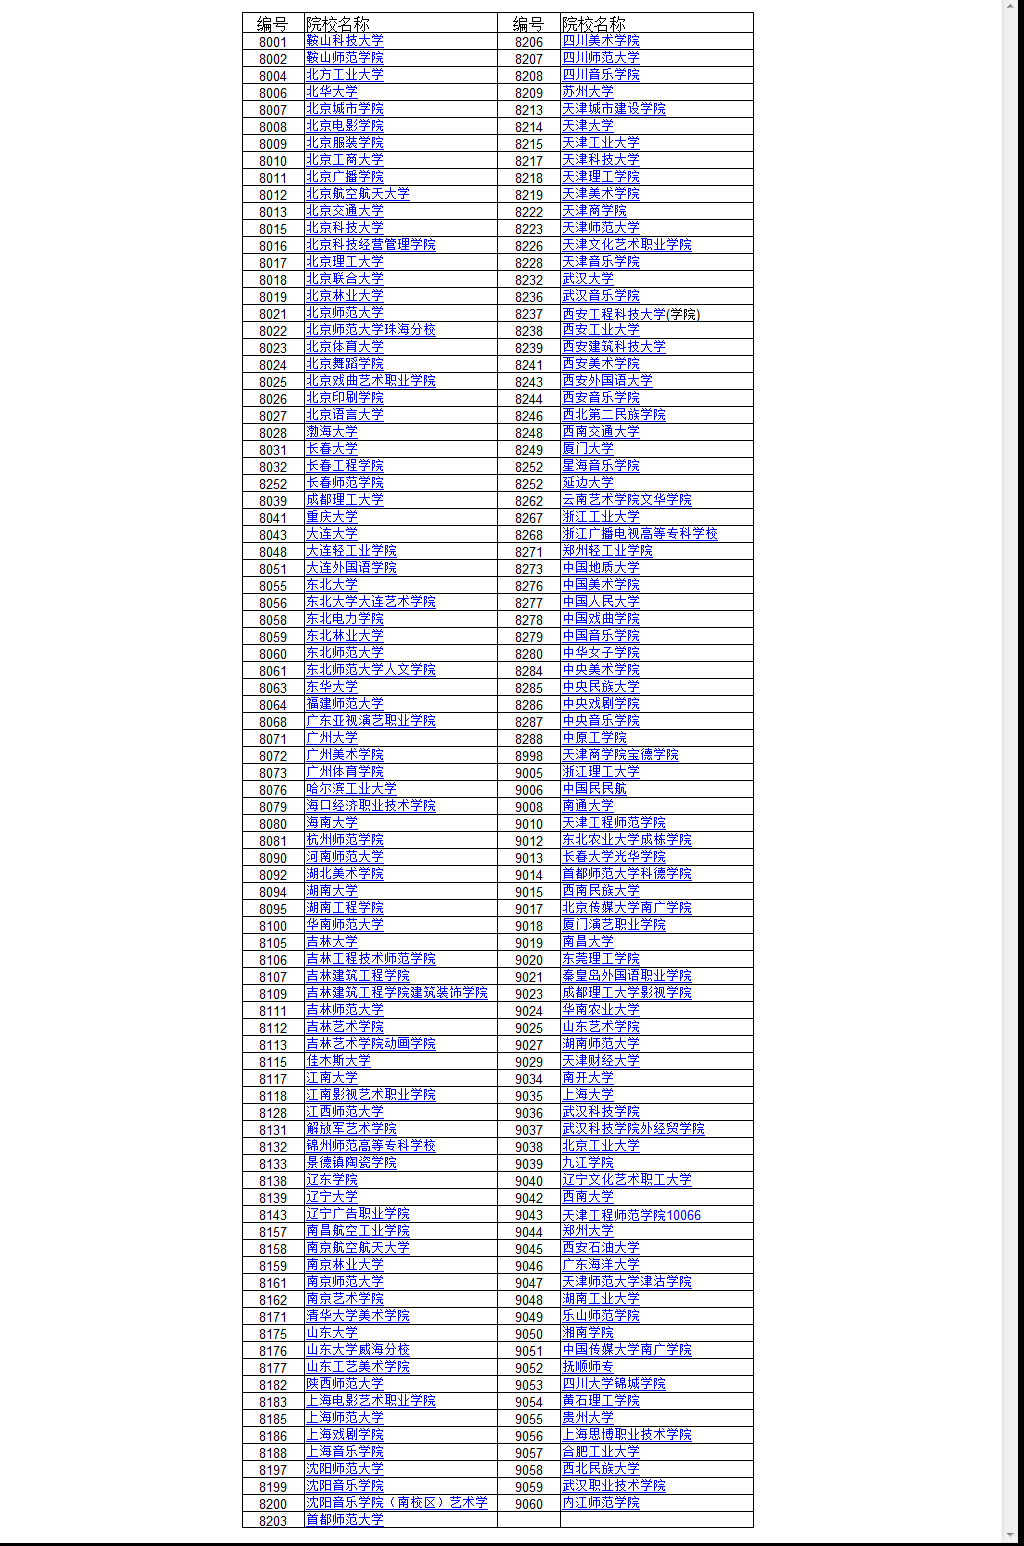 编号 院校名称 编号 院校名称
8001 鞍山科技大学 8206 四川美术学院
8002 鞍山师范学院 8207 四川师范大学
8004 北方工业大学 8208 四川音乐学院
8006 北华大学 8209 苏州大学
8007 北京城市学院 8213 天津城市建设学院
8008 北京电影学院 8214 天津大学
8009 北京服装学院 8215 天津工业大学
8010 北京工商大学 8217 天津科技大学
8011 北京广播学院 8218 天津理工学院
8012 北京航空航天大学 8219 天津美术学院
8013 北京交通大学 8222 天津商学院
8015 北京科技大学 8223 天津师范大学
8016 北京科技经营管理学院 8226 天津文化艺术职业学院
8017 北京理工大学 8228 天津音乐学院
8018 北京联合大学 8232 武汉大学
8019 北京林业大学 8236 武汉音乐学院
8021 北京师范大学 8237 西安工程科技大学(学院)
8022 北京师范大学珠海分校 8238 西安工业大学
8023 北京体育大学 8239 西安建筑科技大学
8024 北京舞蹈学院 8241 西安美术学院
8025 北京戏曲艺术职业学院 8243 西安外国语大学
8026 北京印刷学院 8244 西安音乐学院
8027 北京语言大学 8246 西北第二民族学院
8028 渤海大学 8248 西南交通大学
8031 长春大学 8249 厦门大学
8032 长春工程学院 8252 星海音乐学院
8252 长春师范学院 8252 延边大学
8039 成都理工大学 8262 云南艺术学院文华学院
8041 重庆大学 8267 浙江工业大学
8043 大连大学 8268 浙江广播电视高等专科学校
8048 大连轻工业学院 8271 郑州轻工业学院
8051 大连外国语学院 8273 中国地质大学
8055 东北大学 8276 中国美术学院
8056 东北大学大连艺术学院 8277 中国人民大学
8058 东北电力学院 8278 中国戏曲学院
8059 东北林业大学 8279 中国音乐学院
8060 东北师范大学 8280 中华女子学院
8061 东北师范大学人文学院 8284 中央美术学院
8063 东华大学 8285 中央民族大学
8064 福建师范大学 8286 中央戏剧学院
8068 广东亚视演艺职业学院 8287 中央音乐学院
8071 广州大学 8288 中原工学院
8072 广州美术学院 8998 天津商学院宝德学院
8073 广州体育学院 9005 浙江理工大学
8076 哈尔滨工业大学 9006 中国民民航
8079 海口经济职业技术学院 9008 南通大学
8080 海南大学 9010 天津工程师范学院
8081 杭州师范学院 9012 东北农业大学成栋学院
8090 河南师范大学 9013 长春大学光华学院
8092 湖北美术学院 9014 首都师范大学科德学院
8094 湖南大学 9015 西南民族大学
8095 湖南工程学院 9017 北京传媒大学南广学院
8100 华南师范大学 9018 厦门演艺职业学院
8105 吉林大学 9019 南昌大学
8106 吉林工程技术师范学院 9020 东莞理工学院
8107 吉林建筑工程学院 9021 秦皇岛外国语职业学院
8109 吉林建筑工程学院建筑装饰学院 9023 成都理工大学影视学院
8111 吉林师范大学 9024 华南农业大学
8112 吉林艺术学院 9025 山东艺术学院
8113 吉林艺术学院动画学院 9027 湖南师范大学
8115 佳木斯大学 9029 天津财经大学
8117 江南大学 9034 南开大学
8118 江南影视艺术职业学院 9035 上海大学
8128 江西师范大学 9036 武汉科技学院
8131 解放军艺术学院 9037 武汉科技学院外经贸学院
8132 锦州师范高等专科学校 9038 北京工业大学
8133 景德镇陶瓷学院 9039 九江学院
8138 辽东学院 9040 辽宁文化艺术职工大学
8139 辽宁大学 9042 西南大学
8143 辽宁广告职业学院 9043 天津工程师范学院10066
8157 南昌航空工业学院 9044 郑州大学
8158 南京航空航天大学 9045 西安石油大学
8159 南京林业大学 9046 广东海洋大学
8161 南京师范大学 9047 天津师范大学津沽学院
8162 南京艺术学院 9048 湖南工业大学
8171 清华大学美术学院 9049 乐山师范学院
8175 山东大学 9050 湘南学院
8176 山东大学威海分校 9051 中国传媒大学南广学院
8177 山东工艺美术学院 9052 抚顺师专
8182 陕西师范大学 9053 四川大学锦城学院
8183 上海电影艺术职业学院 9054 黄石理工学院
8185 上海师范大学 9055 贵州大学
8186 上海戏剧学院 9056 上海思博职业技术学院
8188 上海音乐学院 9057 合肥工业大学
8197 沈阳师范大学 9058 西北民族大学
8199 沈阳音乐学院 9059 武汉职业技术学院
8200 沈阳音乐学院（南校区）艺术学 9060 内江师范学院
8203 首都师范大学